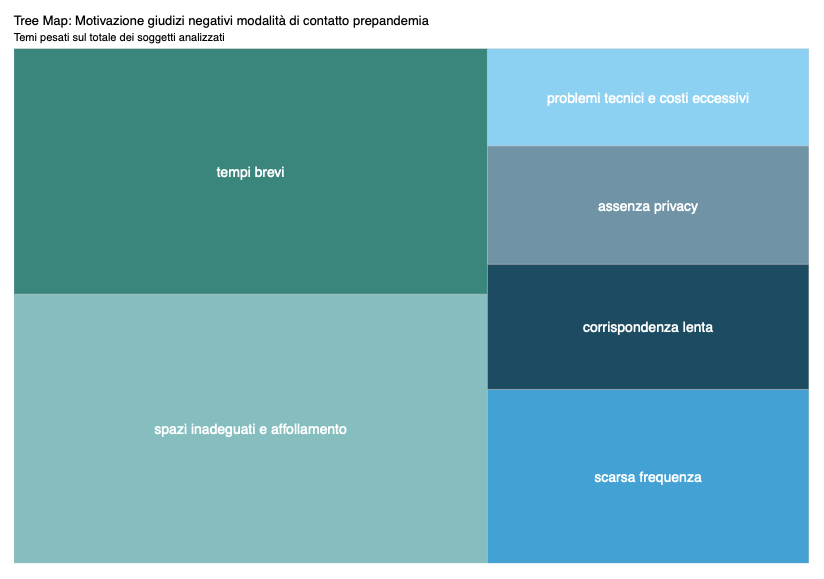 Tree Map: Motivazione giudizi negativi modalità di contatto prepandemia
Temi pesati sul totale dei soggetti analizzati
tempi brevi
spazi inadeguati e affollamento
problemi tecnici e costi eccessivi
assenza privacy
corrispondenza lenta
scarsa frequenza